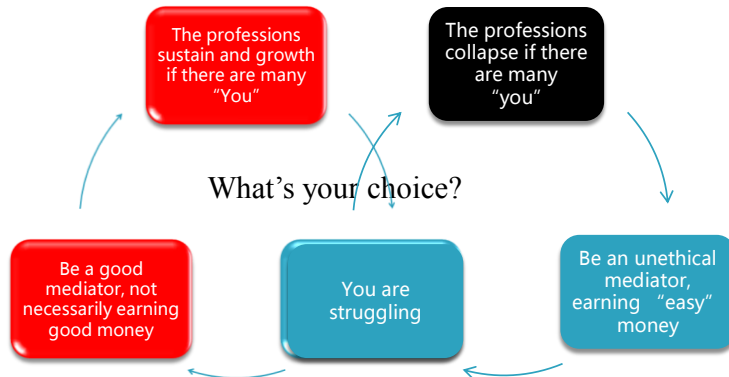 The professions
sustain and growth
if there are many
“You”
The professions
collapse if there
are many
“you”
What’s your choice?
Be a good
mediator, not
necessarily earning
good money
You are
struggling
Be an unethical
mediator,
earning “easy”
money